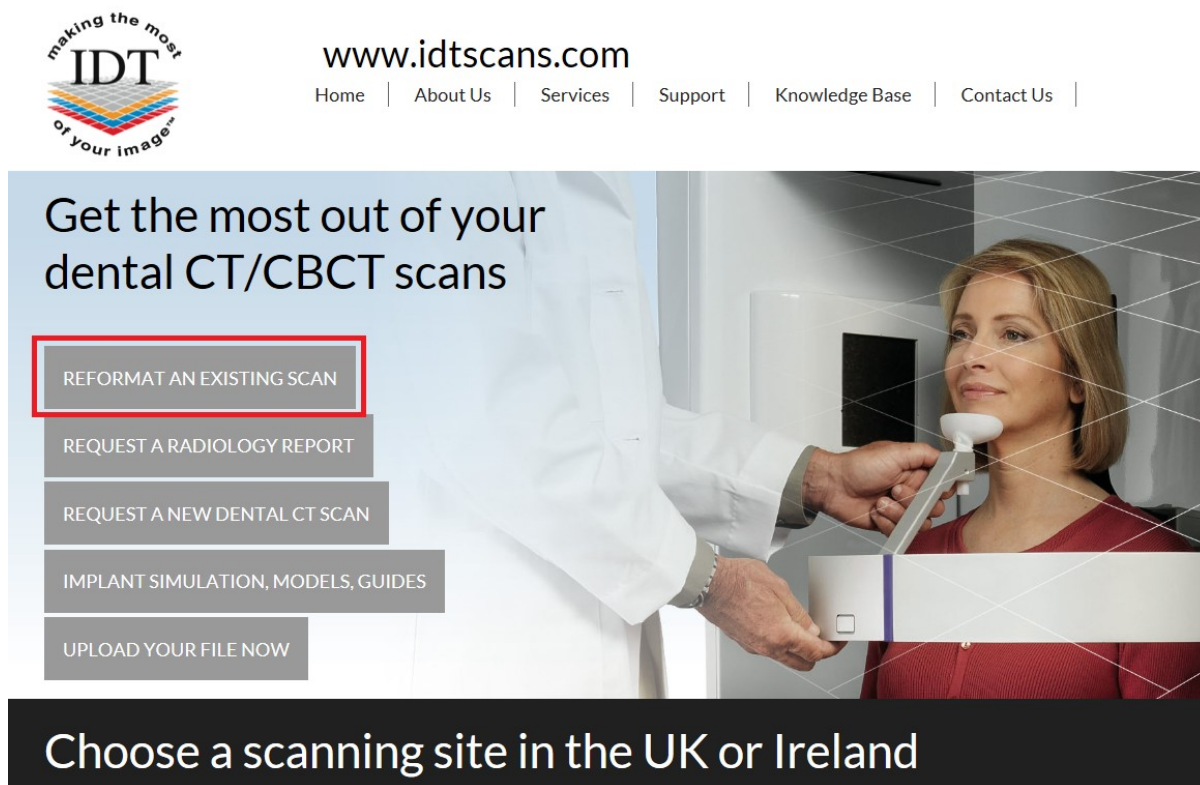 making the most
IDT
of your image™
www.idtscans.com
Home | About Us | Services | Support | Knowledge Base | Contact Us |
Get the most out of your
dental CT/CBCT scans
REFORMAT AN EXISTING SCAN
REQUEST A RADIOLOGY REPORT
REQUEST A NEW DENTAL CT SCAN
IMPLANT SIMULATION, MODELS, GUIDES
UPLOAD YOUR FILE NOW
Choose a scanning site in the UK or Ireland